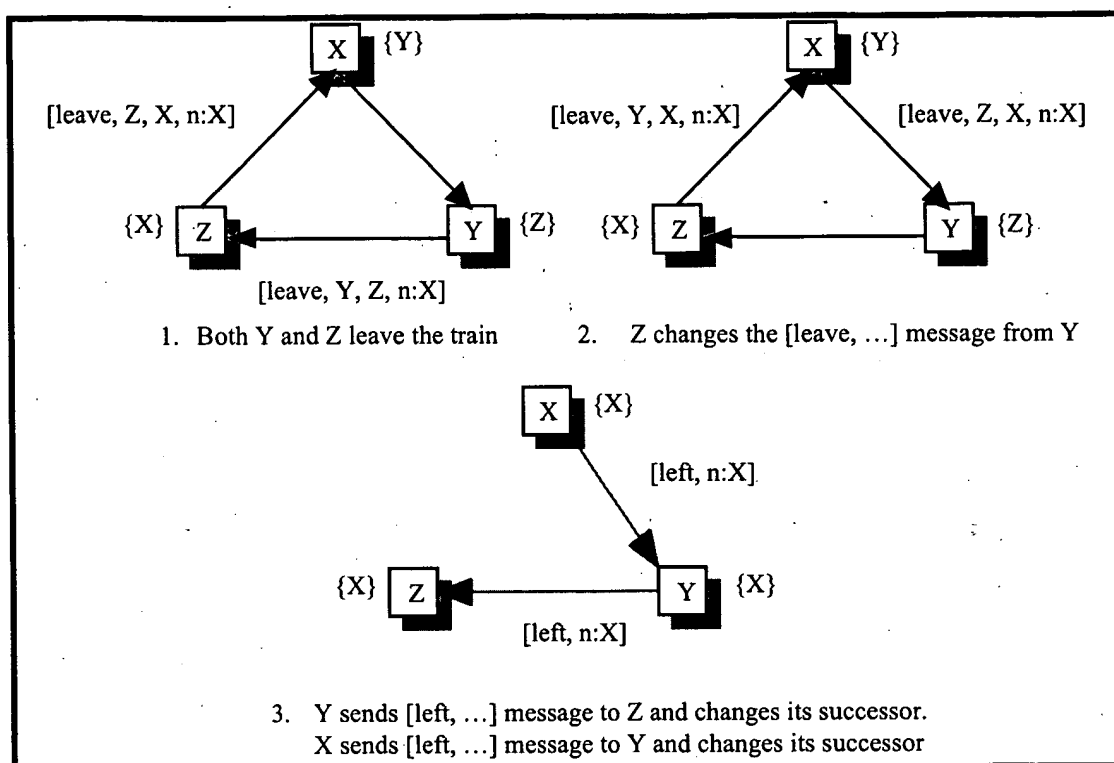 X {Y}
[leave, Z, X, n:X]
{X} Z
Y {Z}
[leave, Y, Z, n:X]
1. Both Y and Z leave the train
X {Y}
[leave, Y, X, n:X]
[leave, Z, X, n:X]
{X} Z
Y {Z}
2. Z changes the [leave, ...] message from Y
X {X}
[left, n:X]
{X} Z
Y {X}
[left, n:X]
3. Y sends [left, ...] message to Z and changes its successor.
X sends [left, ...] message to Y and changes its successor